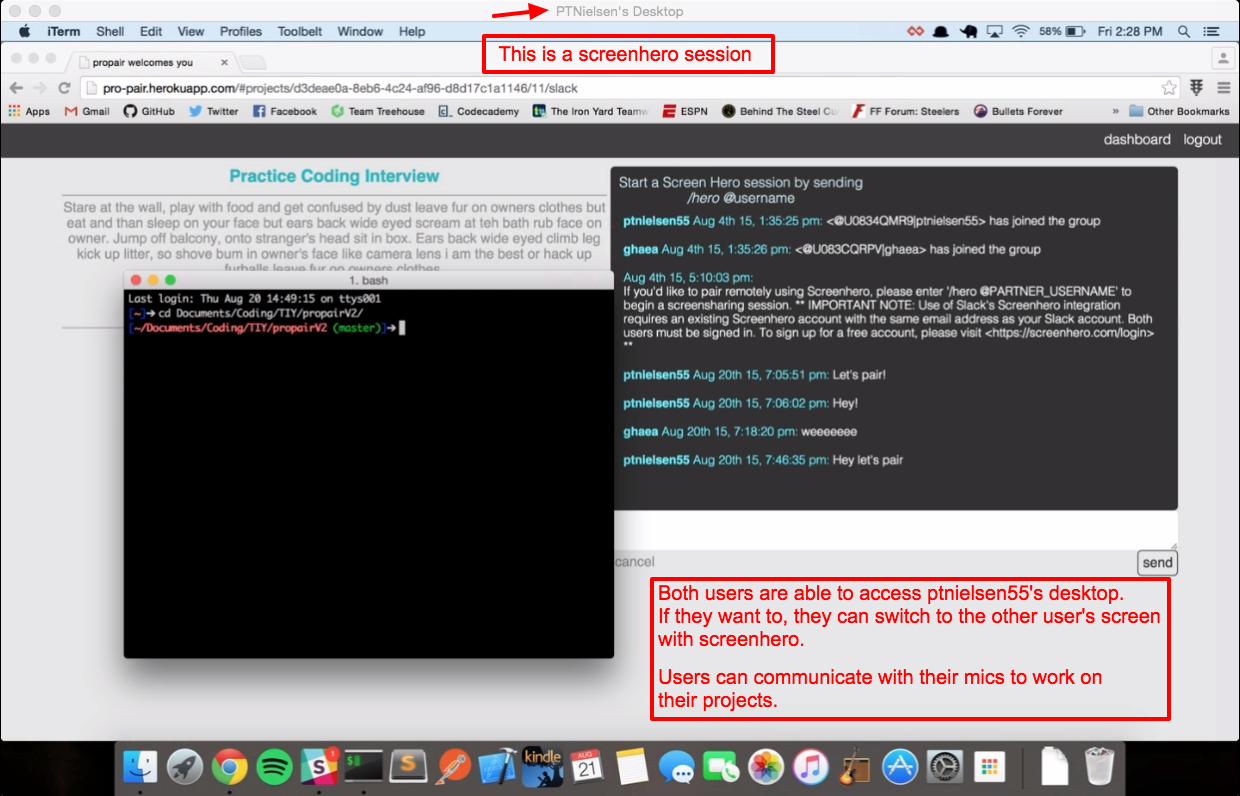 PTNielsen's Desktop
iTerm Shell Edit View Profiles Toolbelt Window Help 58% Fri 2:28 PM
This is a screenhero session
propair welcomes you
pro-pair.herokuapp.com/#projects/d3deae0a-8eb6-4c24-af96-d8d17c1a1146/11/slack
Apps Gmail GitHub Twitter Facebook Team Treehouse Codecademy The Iron Yard Teamw ESPN Behind The Steel Cu FF Forum: Steelers Bullets Forever » Other Bookmarks
dashboard logout
Practice Coding Interview
Stare at the wall, play with food and get confused by dust leave fur on owners clothes but
eat and than sleep on your face but ears back wide eyed scream at teh bath rub face on
owner. Jump off balcony, onto stranger's head sit in box. Ears back wide eyed climb leg
kick up litter, so shove bum in owner's face like camera lens i am the best or hack up
furballs leave fur on owners clothes
1. bash
Last login: Thu Aug 20 14:49:15 on ttys001
[~]→ cd Documents/Coding/TIY/propairV2/
[~/Documents/Coding/TIY/propairV2 (master)]→
Start a Screen Hero session by sending
/hero @username
ptnielsen55 Aug 4th 15, 1:35:25 pm: <@U0834QMR9|ptnielsen55> has joined the group
ghaea Aug 4th 15, 1:35:26 pm: <@U083CQRPV|ghaea> has joined the group
Aug 4th 15, 5:10:03 pm:
If you'd like to pair remotely using Screenhero, please enter '/hero @PARTNER_USERNAME' to
begin a screensharing session. ** IMPORTANT NOTE: Use of Slack's Screenhero integration
requires an existing Screenhero account with the same email address as your Slack account. Both
users must be signed in. To sign up for a free account, please visit <https://screenhero.com/login>
**
ptnielsen55 Aug 20th 15, 7:05:51 pm: Let's pair!
ptnielsen55 Aug 20th 15, 7:06:02 pm: Hey!
ghaea Aug 20th 15, 7:18:20 pm: weeeeeee
ptnielsen55 Aug 20th 15, 7:46:35 pm: Hey let's pair
cancel
send
Both users are able to access ptnielsen55's desktop.
If they want to, they can switch to the other user's screen
with screenhero.
Users can communicate with their mics to work on
their projects.
1
S
$
S
kindle
AUG
21